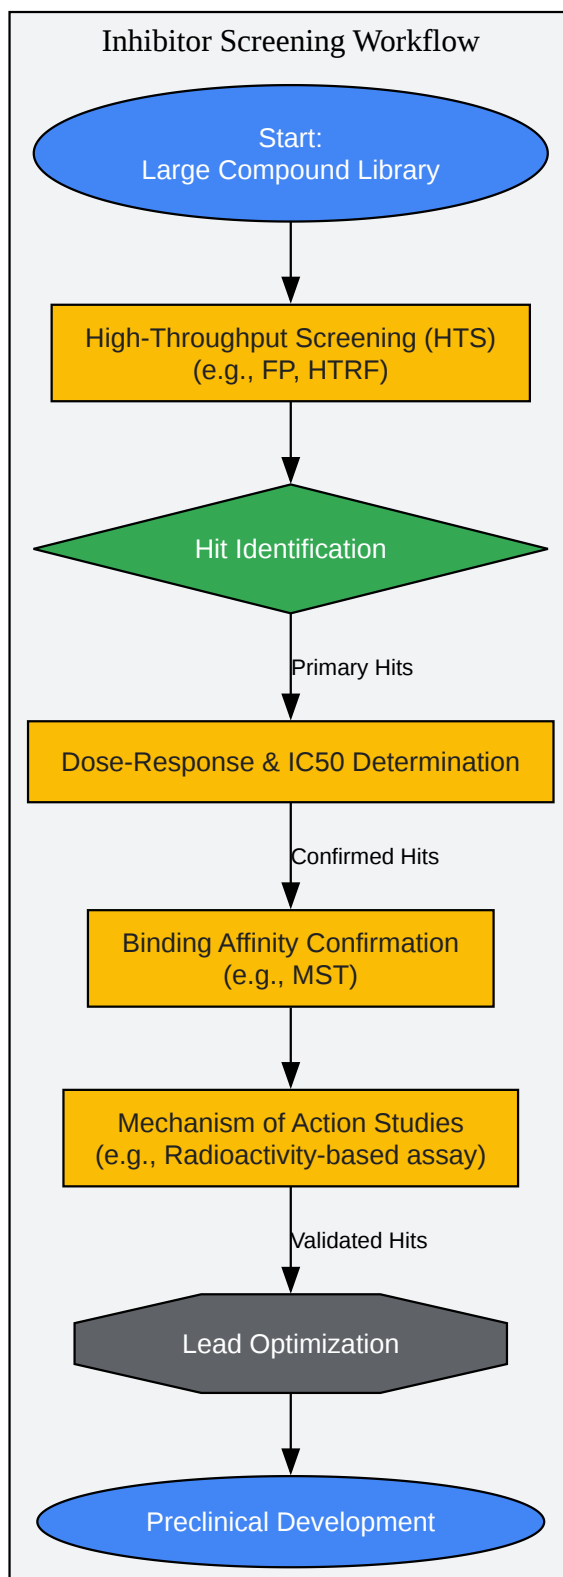 Inhibitor Screening Workflow
Start:
Large Compound Library
High-Throughput Screening (HTS)
(e.g., FP, HTRF)
Hit Identification
Primary Hits
Dose-Response & IC50 Determination
Confirmed Hits
Binding Affinity Confirmation
(e.g., MST)
Mechanism of Action Studies
(e.g., Radioactivity-based assay)
Validated Hits
Lead Optimization
Preclinical Development